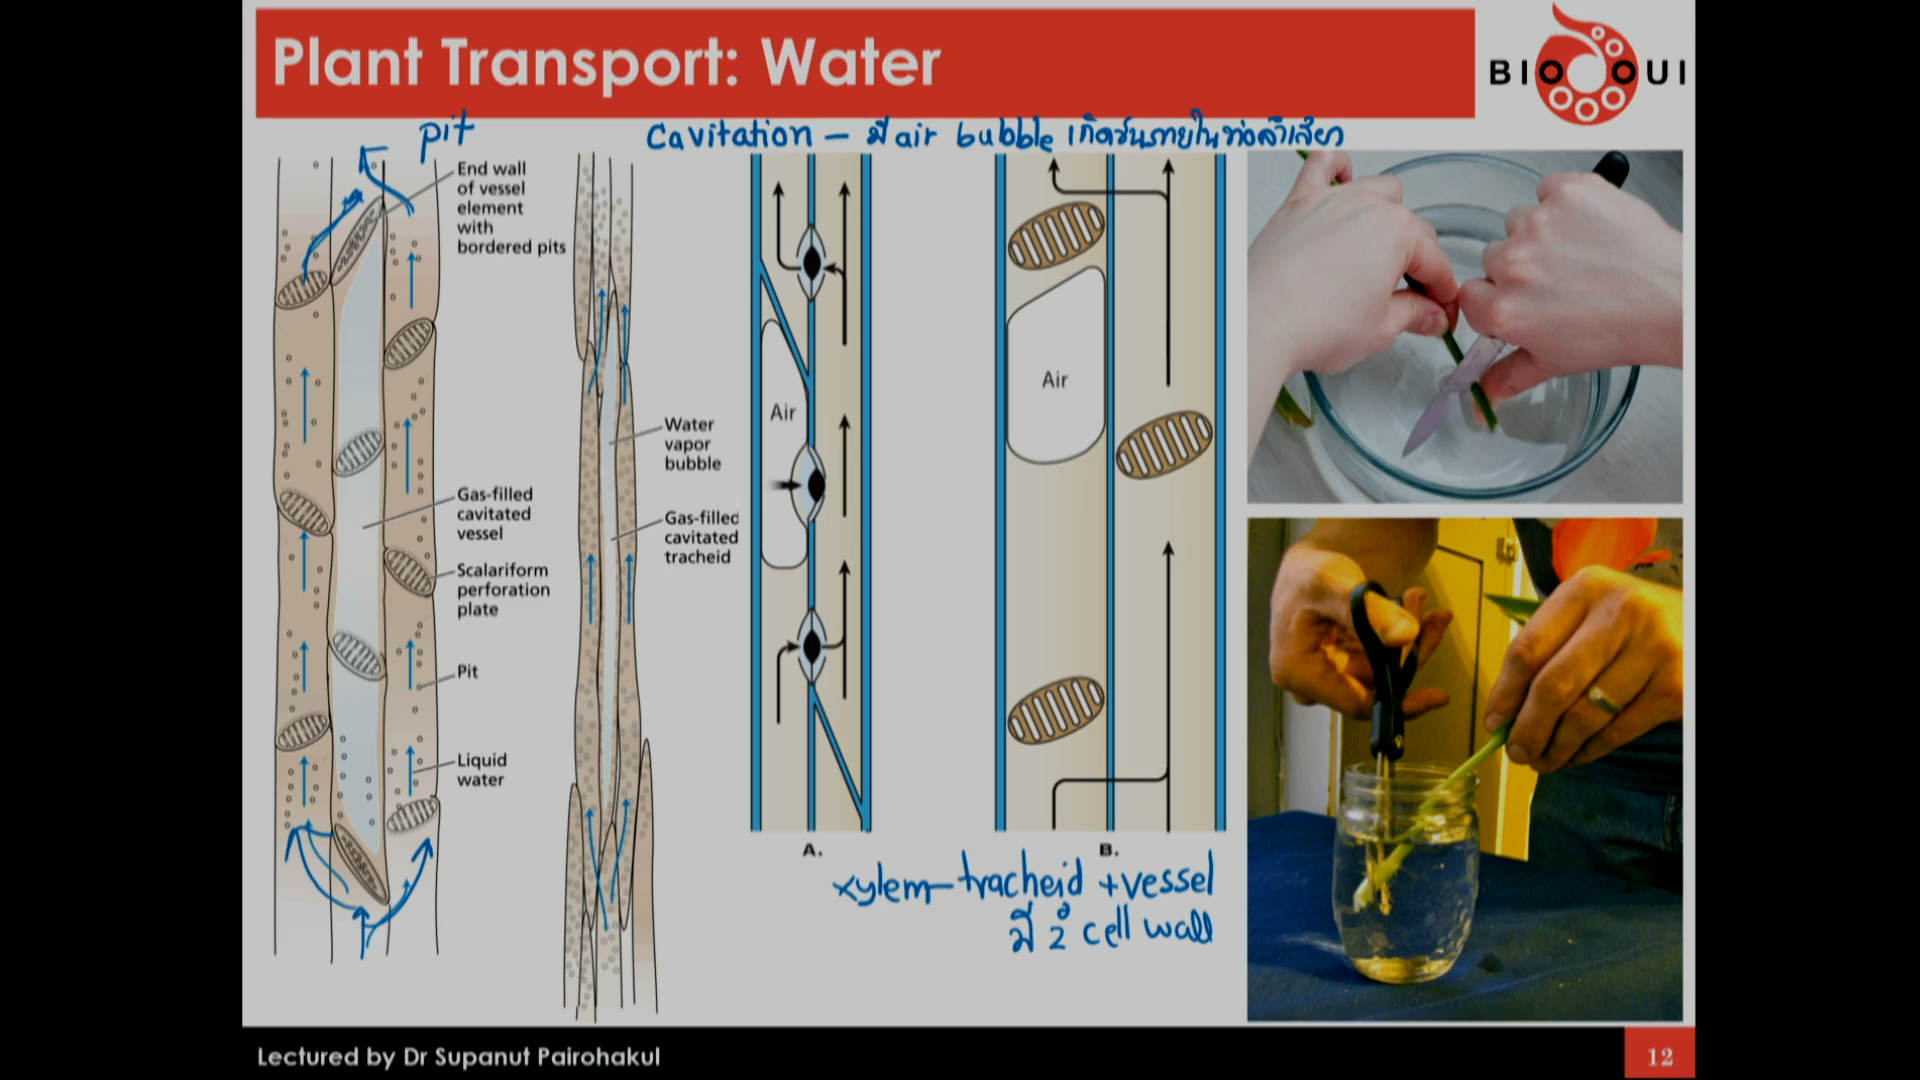 Plant Transport: Water
BIO OUI
pit
Cavitation – มี air bubble เกิดขึ้นภายในท่อลำเลียง
End wall
of vessel
element
with
bordered pits
Gas-filled
cavitated
vessel
Scalariform
perforation
plate
Pit
Liquid
water
Water
vapor
bubble
Gas-filled
cavitated
tracheid
Air
A.
Air
B.
xylem – tracheid + vessel
มี 2° cell wall
Lectured by Dr Supanut Pairohakul
12